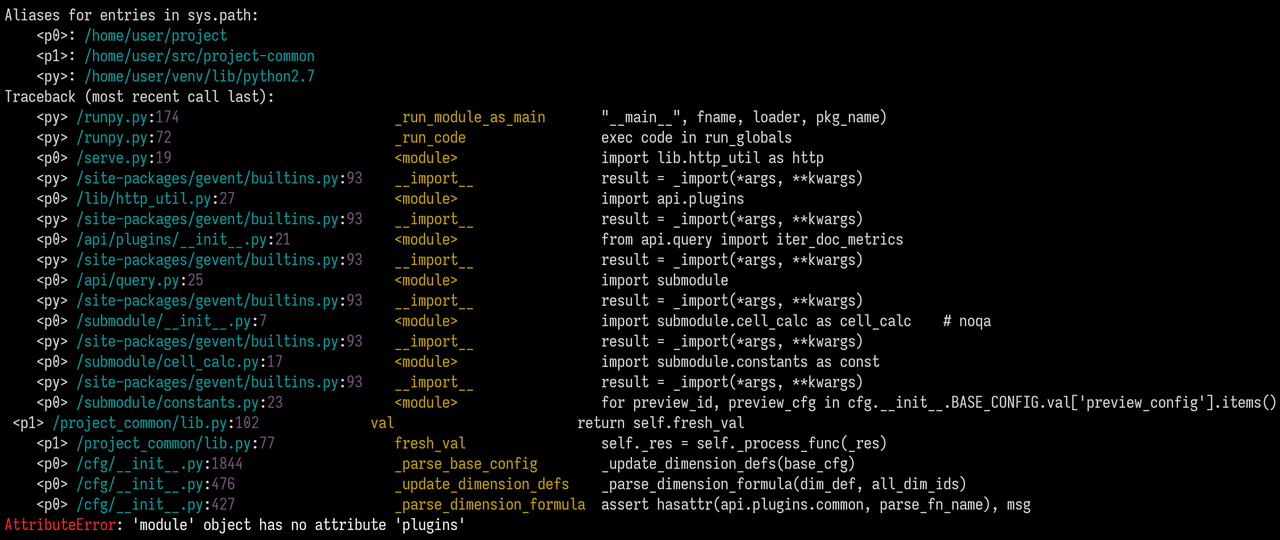 Aliases for entries in sys.path:
    <p0>: /home/user/project
    <p1>: /home/user/src/project-common
    <py>: /home/user/venv/lib/python2.7
Traceback (most recent call last):
    <py> /runpy.py:174                           _run_module_as_main       "__main__", fname, loader, pkg_name)
    <py> /runpy.py:72                            _run_code                 exec code in run_globals
    <p0> /serve.py:19                            <module>                  import lib.http_util as http
    <py> /site-packages/gevent/builtins.py:93    __import__                result = _import(*args, **kwargs)
    <p0> /lib/http_util.py:27                    <module>                  import api.plugins
    <py> /site-packages/gevent/builtins.py:93    __import__                result = _import(*args, **kwargs)
    <p0> /api/plugins/__init__.py:21             <module>                  from api.query import iter_doc_metrics
    <py> /site-packages/gevent/builtins.py:93    __import__                result = _import(*args, **kwargs)
    <p0> /api/query.py:25                        <module>                  import submodule
    <py> /site-packages/gevent/builtins.py:93    __import__                result = _import(*args, **kwargs)
    <p0> /submodule/__init__.py:7                <module>                  import submodule.cell_calc as cell_calc    # noqa
    <py> /site-packages/gevent/builtins.py:93    __import__                result = _import(*args, **kwargs)
    <p0> /submodule/cell_calc.py:17              <module>                  import submodule.constants as const
    <py> /site-packages/gevent/builtins.py:93    __import__                result = _import(*args, **kwargs)
    <p0> /submodule/constants.py:23              <module>                  for preview_id, preview_cfg in cfg.__init__.BASE_CONFIG.val['preview_config'].items()
 <p1> /project_common/lib.py:102              val                       return self.fresh_val
    <p1> /project_common/lib.py:77               fresh_val                 self._res = self._process_func(_res)
    <p0> /cfg/__init__.py:1844                   _parse_base_config        _update_dimension_defs(base_cfg)
    <p0> /cfg/__init__.py:476                    _update_dimension_defs    _parse_dimension_formula(dim_def, all_dim_ids)
    <p0> /cfg/__init__.py:427                    _parse_dimension_formula  assert hasattr(api.plugins.common, parse_fn_name), msg
AttributeError: 'module' object has no attribute 'plugins'